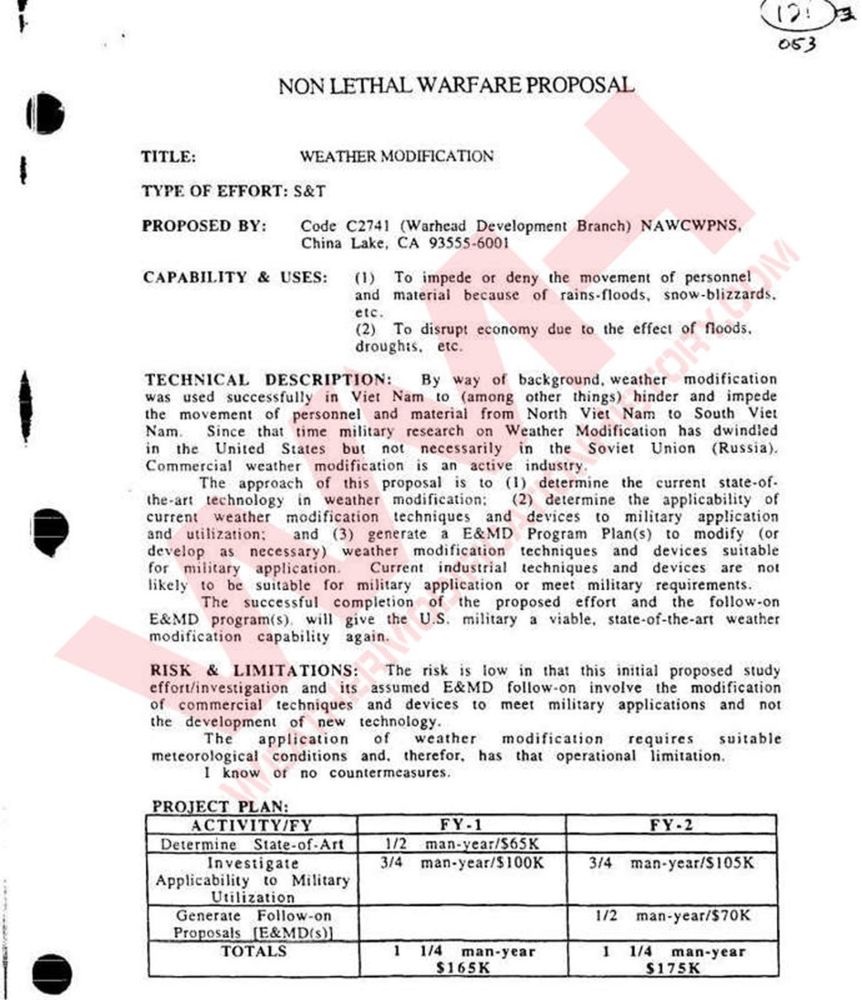 053
NON LETHAL WARFARE PROPOSAL
TITLE: WEATHER MODIFICATION
TYPE OF EFFORT: S&T
PROPOSED BY: Code C2741 (Warhead Development Branch) NAWCWPNS,
China Lake, CA 93555-6001
CAPABILITY & USES: (1) To impede or deny the movement of personnel
and material because of rains-floods, snow-blizzards,
etc.
(2) To disrupt economy due to the effect of floods,
droughts, etc.
TECHNICAL DESCRIPTION: By way of background, weather modification
was used successfully in Viet Nam to (among other things) hinder and impede
the movement of personnel and material from North Viet Nam to South Viet
Nam. Since that time military research on Weather Modification has dwindled
in the United States but not necessarily in the Soviet Union (Russia).
Commercial weather modification is an active industry.
The approach of this proposal is to (1) determine the current state-of-
the-art technology in weather modification; (2) determine the applicability of
current weather modification techniques and devices to military application
and utilization; and (3) generate a E&MD Program Plan(s) to modify (or
develop as necessary) weather modification techniques and devices suitable
for military application. Current industrial techniques and devices are not
likely to be suitable for military application or meet military requirements.
The successful completion of the proposed effort and the follow-on
E&MD program(s). will give the U.S. military a viable, state-of-the-art weather
modification capability again.
RISK & LIMITATIONS: The risk is low in that this initial proposed study
effort/investigation and its assumed E&MD follow-on involve the modification
of commercial techniques and devices to meet military applications and not
the development of new technology.
The application of weather modification requires suitable
meteorological conditions and, therefor, has that operational limitation.
I know of no countermeasures.
PROJECT PLAN:
ACTIVITY/FY FY-1 FY-2
Determine State-of-Art 1/2 man-year/$65K
Investigate 3/4 man-year/$100K 3/4 man-year/$105K
Applicability to Military
Utilization
Generate Follow-on 1/2 man-year/$70K
Proposals [E&MD(s)]
TOTALS 1 1/4 man-year 1 1/4 man-year
$165K $175K
WMH
WEATHERMODIFICATIONHISTORY.COM